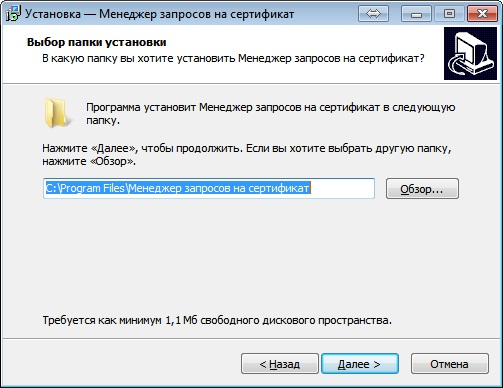 Установка — Менеджер запросов на сертификат
Выбор папки установки
В какую папку вы хотите установить Менеджер запросов на сертификат?
Программа установит Менеджер запросов на сертификат в следующую
папку.
Нажмите «Далее», чтобы продолжить. Если вы хотите выбрать другую папку,
нажмите «Обзор».
C:\Program Files\Менеджер запросов на сертификат
Обзор...
Требуется как минимум 1,1 Мб свободного дискового пространства.
< Назад
Далее >
Отмена